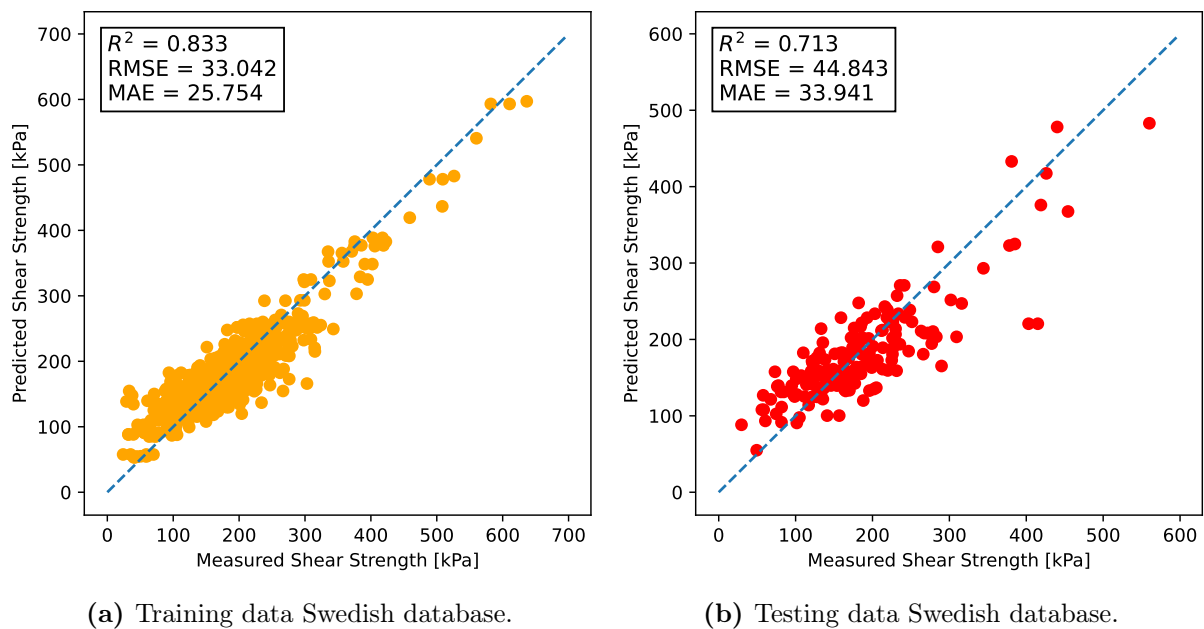 R² = 0.833
RMSE = 33.042
MAE = 25.754
Predicted Shear Strength [kPa]
700
600
500
400
300
200
100
0
0 100 200 300 400 500 600 700
Measured Shear Strength [kPa]
(a) Training data Swedish database.
R² = 0.713
RMSE = 44.843
MAE = 33.941
Predicted Shear Strength [kPa]
600
500
400
300
200
100
0
0 100 200 300 400 500 600
Measured Shear Strength [kPa]
(b) Testing data Swedish database.